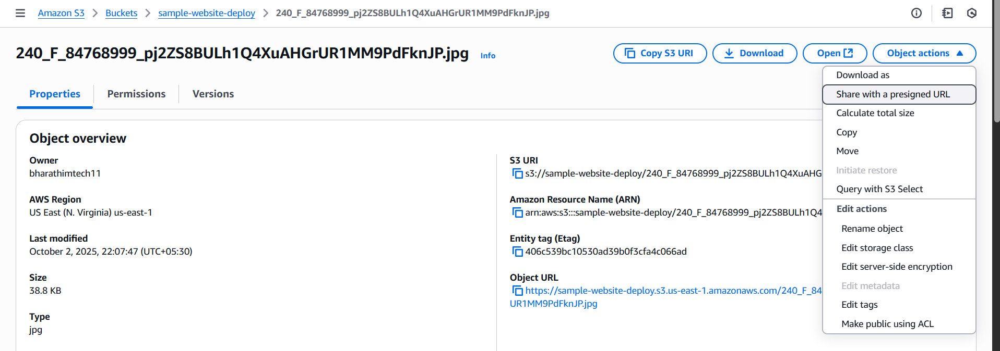 Amazon S3 > Buckets > sample-website-deploy > 240_F_84768999_pj2ZS8BULh1Q4XuAHGrUR1MM9PdFknJP.jpg
240_F_84768999_pj2ZS8BULh1Q4XuAHGrUR1MM9PdFknJP.jpg Info
Copy S3 URI
Download
Open
Object actions
Properties
Permissions
Versions
Object overview
Owner
bharathimtech11
AWS Region
US East (N. Virginia) us-east-1
Last modified
October 2, 2025, 22:07:47 (UTC+05:30)
Size
38.8 KB
Type
jpg
S3 URI
s3://sample-website-deploy/240_F_84768999_pj2ZS8BULh1Q4XuAHG
Amazon Resource Name (ARN)
arn:aws:s3:::sample-website-deploy/240_F_84768999_pj2ZS8BULh1Q4
Entity tag (Etag)
406c539bc10530ad39b0f3cfa4c066ad
Object URL
https://sample-website-deploy.s3.us-east-1.amazonaws.com/240_F_84
UR1MM9PdFknJP.jpg
Download as
Share with a presigned URL
Calculate total size
Copy
Move
Initiate restore
Query with S3 Select
Edit actions
Rename object
Edit storage class
Edit server-side encryption
Edit metadata
Edit tags
Make public using ACL